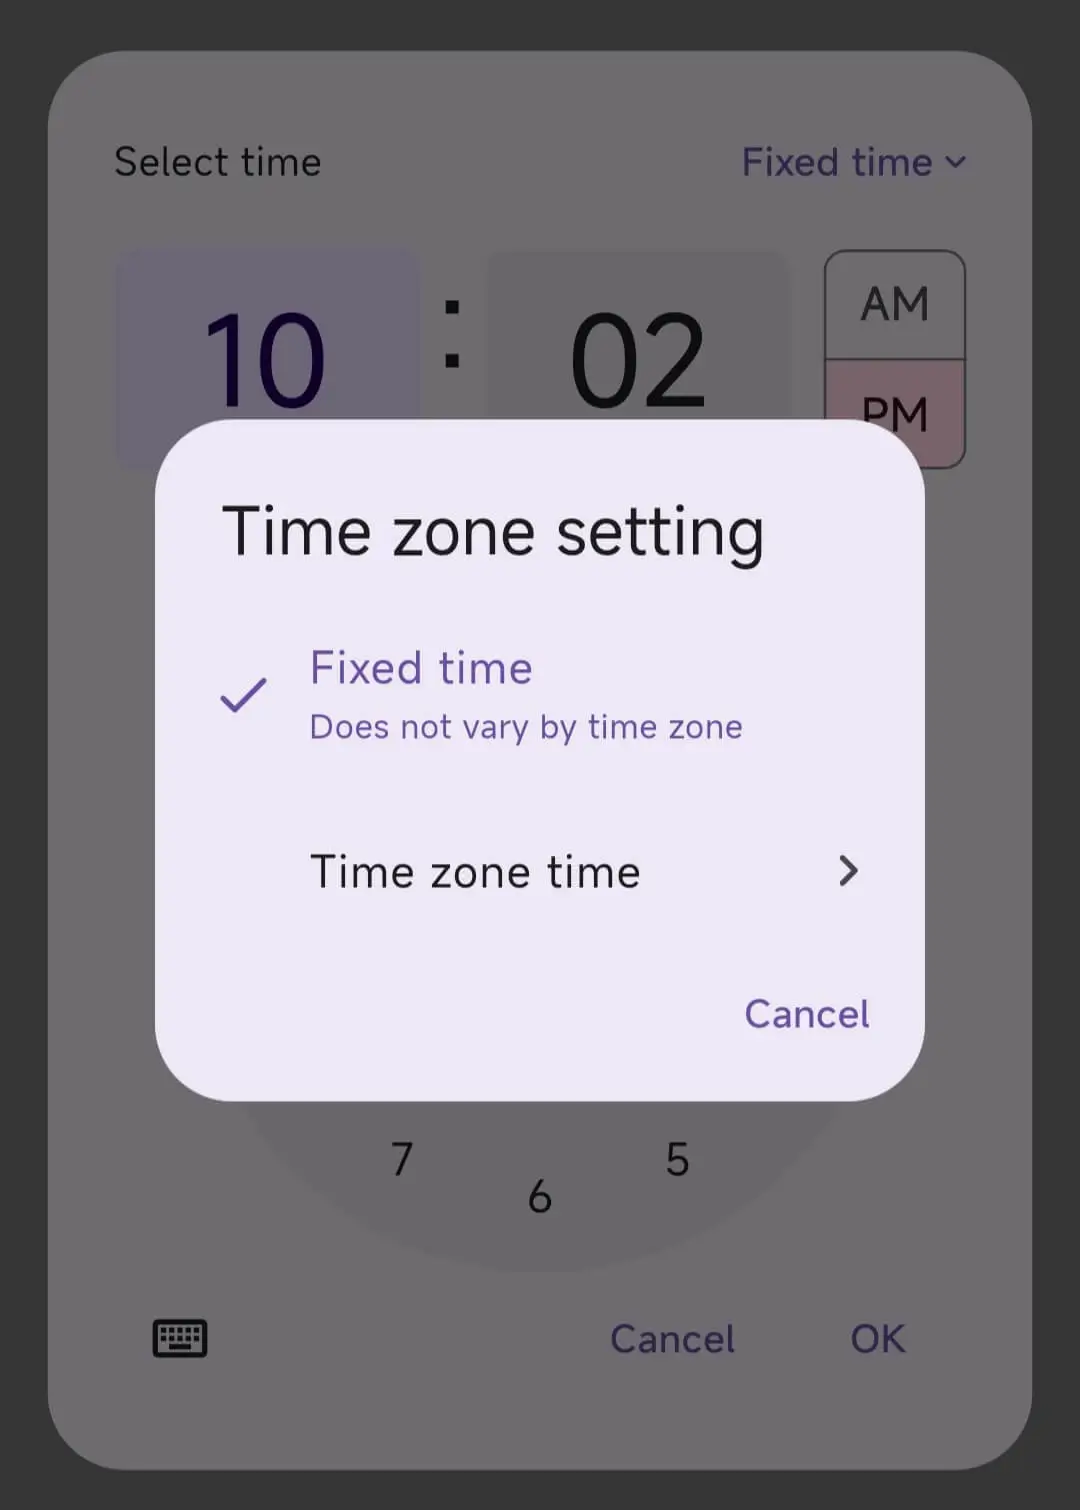 Select time
Fixed time
10 : 02
AM
PM
Time zone setting
Fixed time
Does not vary by time zone
Time zone time
Cancel
7
5
6
Cancel
OK